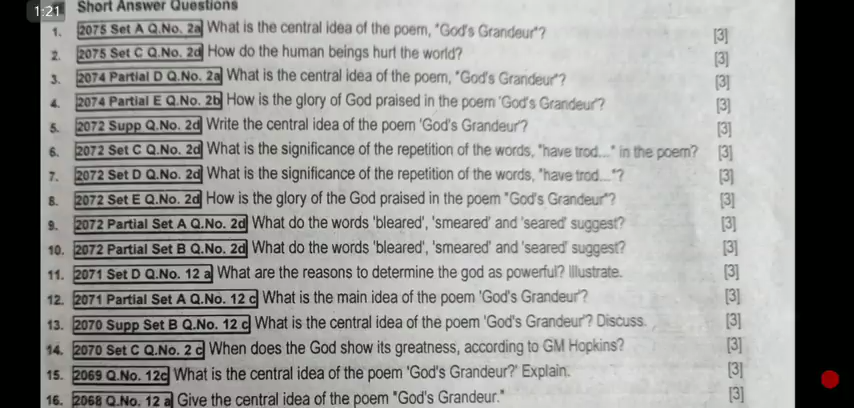 1:21
Short Answer Questions
1. 2075 Set A Q.No. 2a What is the central idea of the poem, "God's Grandeur"? [3]
2. 2075 Set C Q.No. 2d How do the human beings hurt the world? [3]
3. 2074 Partial D Q.No. 2a What is the central idea of the poem, "God's Grandeur"? [3]
4. 2074 Partial E Q.No. 2b How is the glory of God praised in the poem 'God's Grandeur'? [3]
5. 2072 Supp Q.No. 2d Write the central idea of the poem 'God's Grandeur'? [3]
6. 2072 Set C Q.No. 2d What is the significance of the repetition of the words, "have trod..." in the poem? [3]
7. 2072 Set D Q.No. 2d What is the significance of the repetition of the words, "have trod..."? [3]
8. 2072 Set E Q.No. 2d How is the glory of the God praised in the poem "God's Grandeur"? [3]
9. 2072 Partial Set A Q.No. 2d What do the words 'bleared', 'smeared' and 'seared' suggest? [3]
10. 2072 Partial Set B Q.No. 2d What do the words 'bleared', 'smeared' and 'seared' suggest? [3]
11. 2071 Set D Q.No. 12 a What are the reasons to determine the god as powerful? Illustrate. [3]
12. 2071 Partial Set A Q.No. 12 c What is the main idea of the poem 'God's Grandeur'? [3]
13. 2070 Supp Set B Q.No. 12 c What is the central idea of the poem 'God's Grandeur'? Discuss. [3]
14. 2070 Set C Q.No. 2 c When does the God show its greatness, according to GM Hopkins? [3]
15. 2069 Q.No. 12c What is the central idea of the poem 'God's Grandeur?' Explain. [3]
16. 2068 Q.No. 12 a Give the central idea of the poem "God's Grandeur." [3]